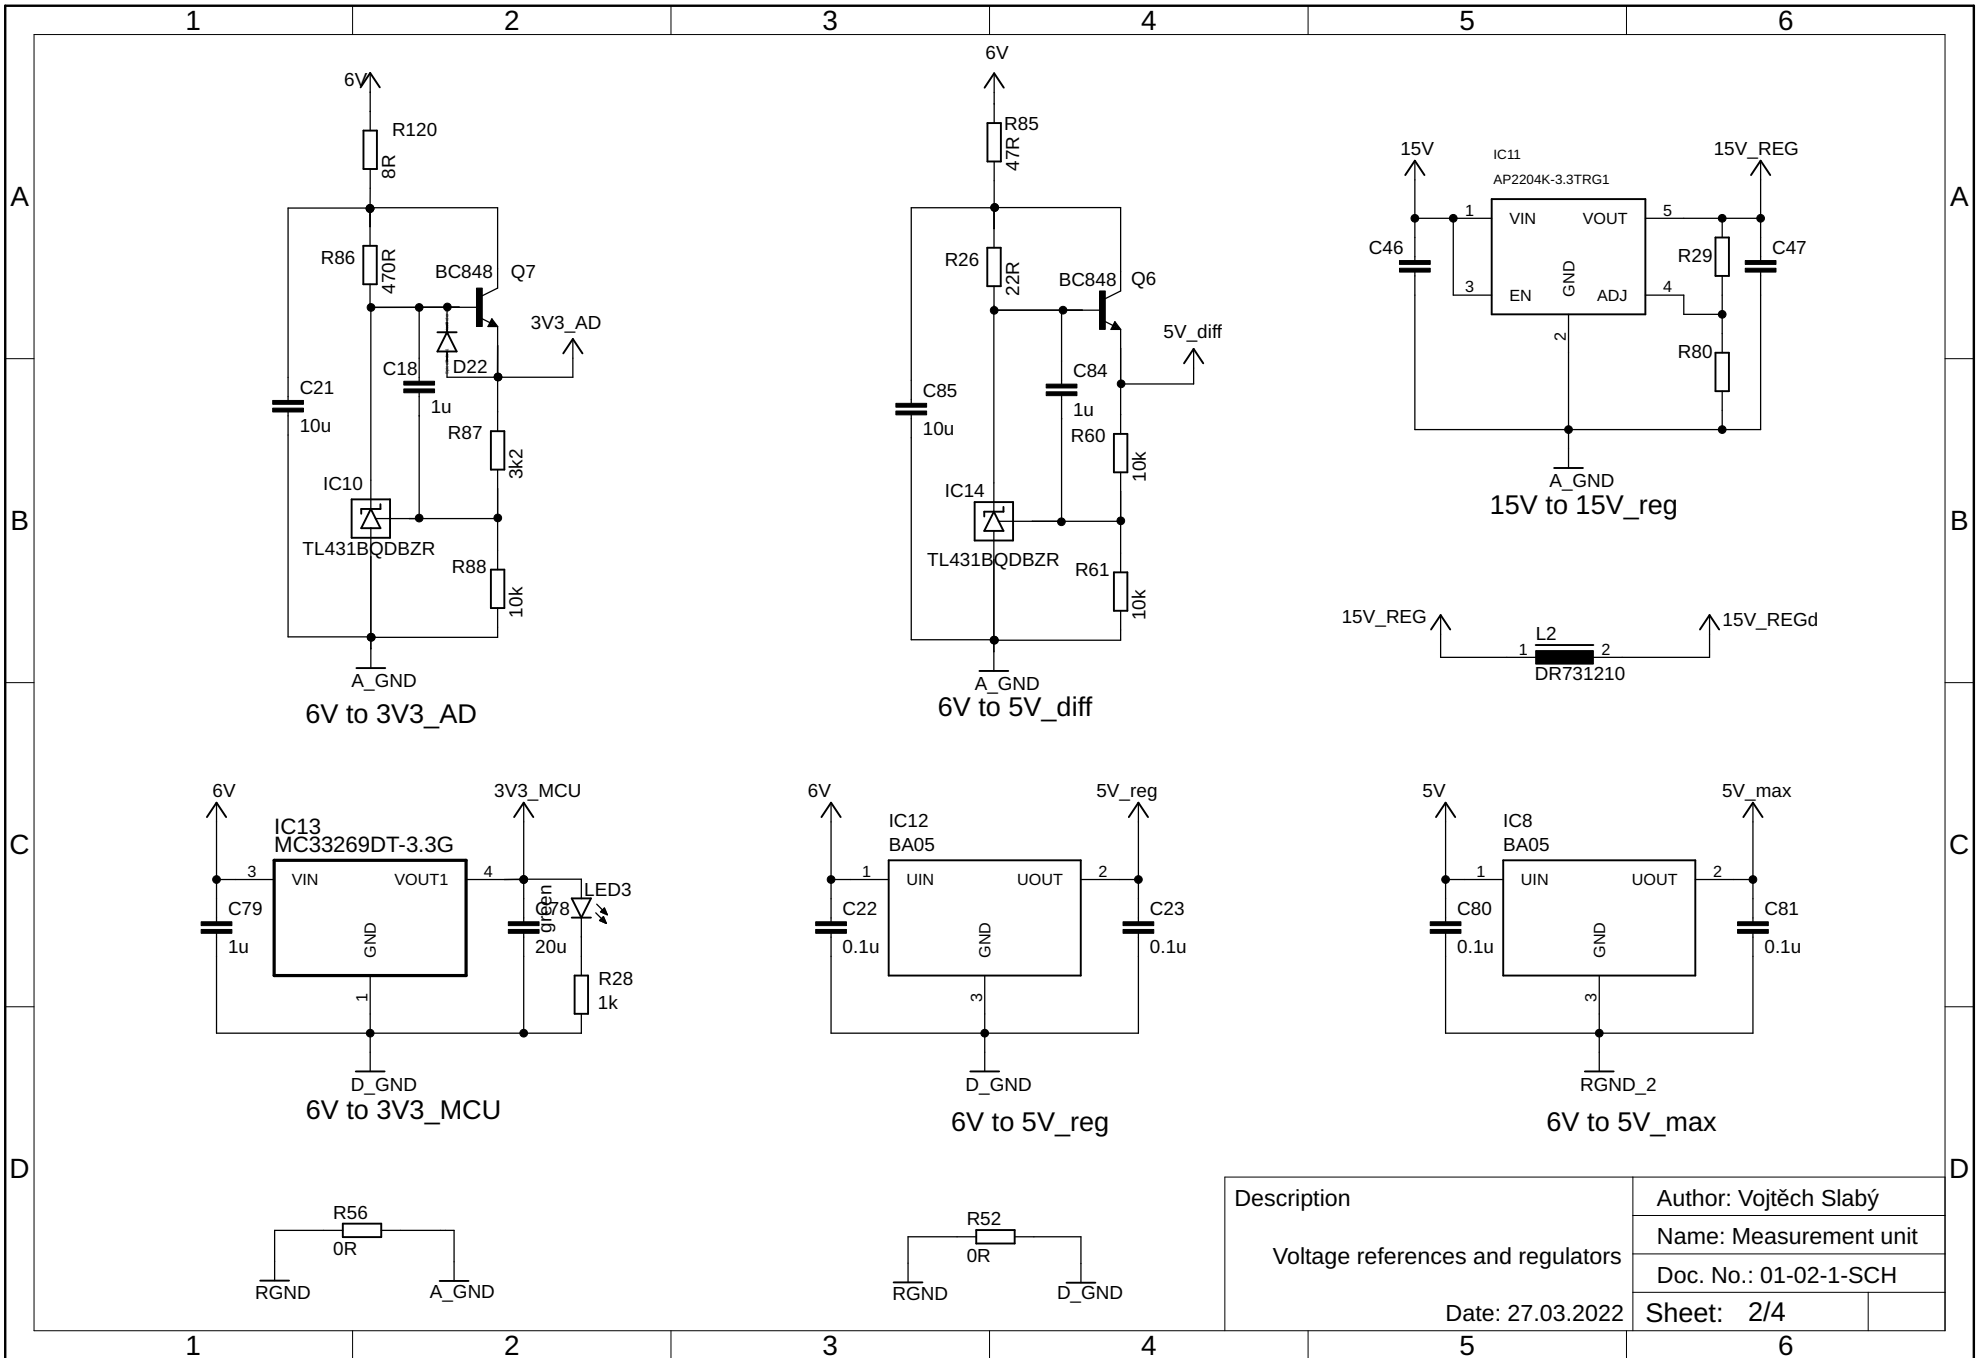 1 2 3 4 5 6
A
B
C
D
A
B
C
D
6V
R120
8R
R86
470R
BC848 Q7
3V3_AD
C18
1u
D22
C21
10u
R87
3k2
IC10
TL431BQDBZR
R88
10k
A_GND
6V to 3V3_AD
6V
R85
47R
R26
22R
BC848 Q6
5V_diff
C85
10u
C84
1u
R60
10k
IC14
TL431BQDBZR
R61
10k
A_GND
6V to 5V_diff
15V
IC11
AP2204K-3.3TRG1
15V_REG
1 VIN VOUT 5
C46
GND
R29
C47
3 EN ADJ 4
2
R80
A_GND
15V to 15V_reg
15V_REG
L2
1 2
DR731210
15V_REGd
6V
3V3_MCU
IC13
MC33269DT-3.3G
3 VIN VOUT1 4
C79
1u
GND
1
C78
20u
green
LED3
R28
1k
D_GND
6V to 3V3_MCU
6V
5V_reg
IC12
BA05
1 UIN UOUT 2
C22
0.1u
GND
3
C23
0.1u
D_GND
6V to 5V_reg
5V
5V_max
IC8
BA05
1 UIN UOUT 2
C80
0.1u
GND
3
C81
0.1u
RGND_2
6V to 5V_max
R56
0R
RGND
A_GND
R52
0R
RGND
D_GND
Description
Voltage references and regulators
Date: 27.03.2022
Author: Vojtěch Slabý
Name: Measurement unit
Doc. No.: 01-02-1-SCH
Sheet: 2/4
1 2 3 4 5 6